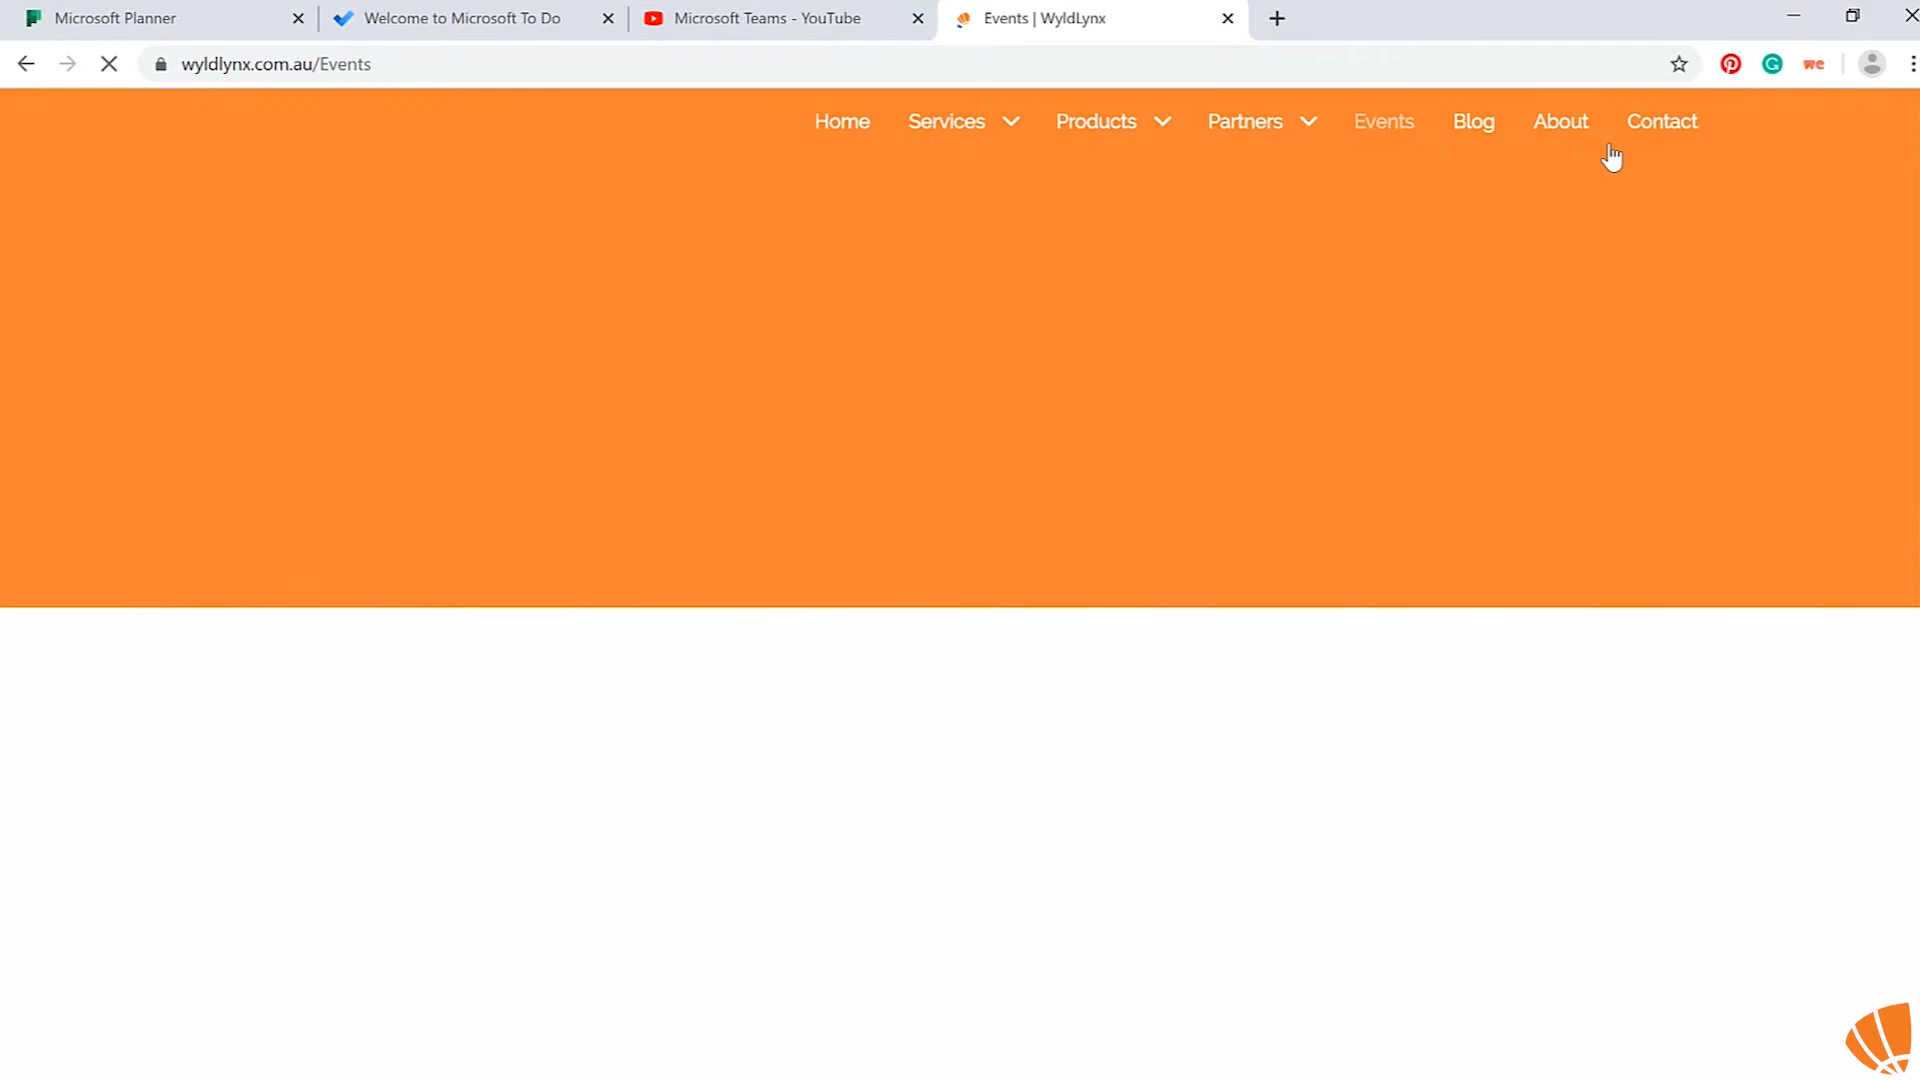 Microsoft Planner
Welcome to Microsoft To Do
Microsoft Teams - YouTube
Events | WyldLynx
wyldlynx.com.au/Events
we
Home
Services
Products
Partners
Events
Blog
About
Contact